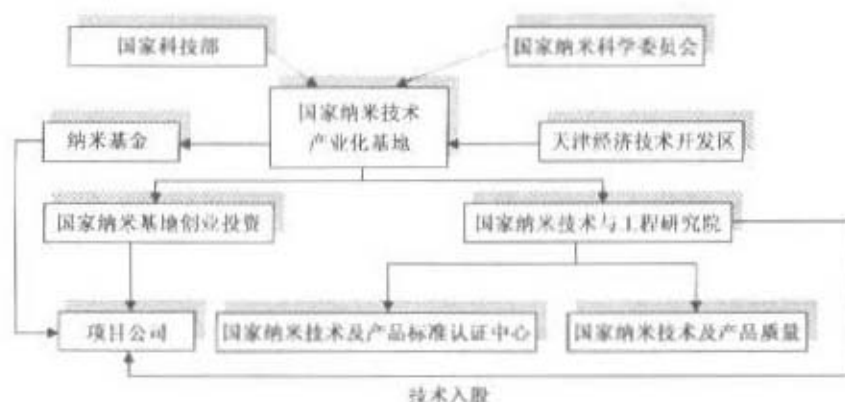 国家科技部
国家纳米科学委员会
国家纳米技术
产业化基地
纳米基金
天津经济技术开发区
国家纳米基地创业投资
国家纳米技术与工程研究院
项目公司
国家纳米技术及产品标准认证中心
国家纳米技术及产品质量
技术入股